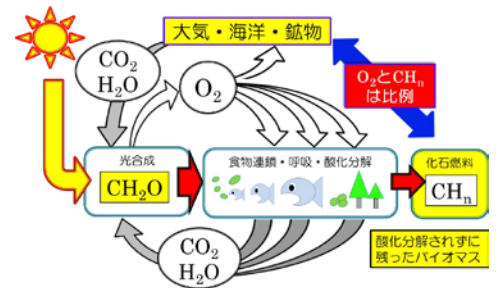 大気・海洋・鉱物
CO2
H2O
O2
O2とCHn
は比例
光合成
CH2O
食物連鎖・呼吸・酸化分解
化石燃料
CHn
CO2
H2O
酸化分解されずに
残ったバイオマス